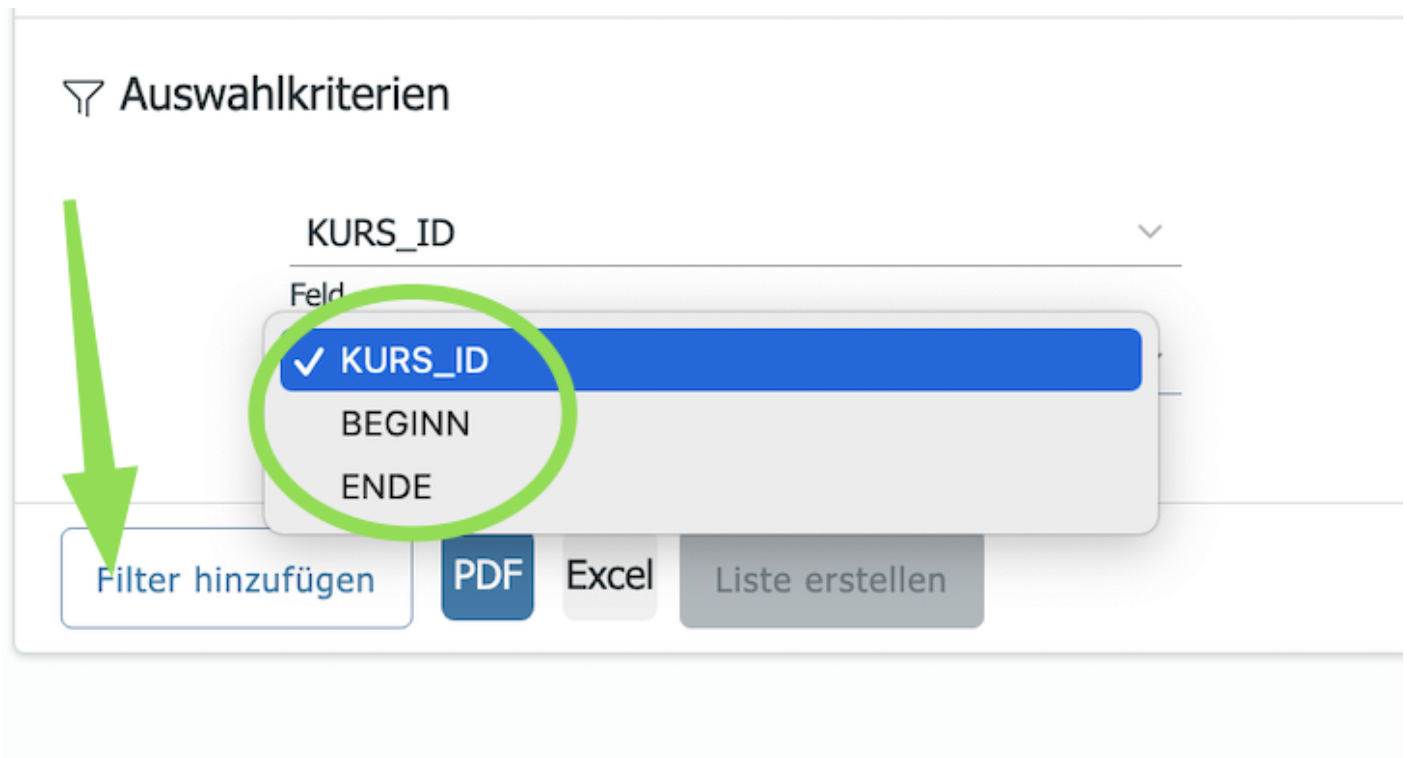 Auswahlkriterien
KURS_ID
Feld
✓ KURS_ID
BEGINN
ENDE
Filter hinzufügen
PDF
Excel
Liste erstellen